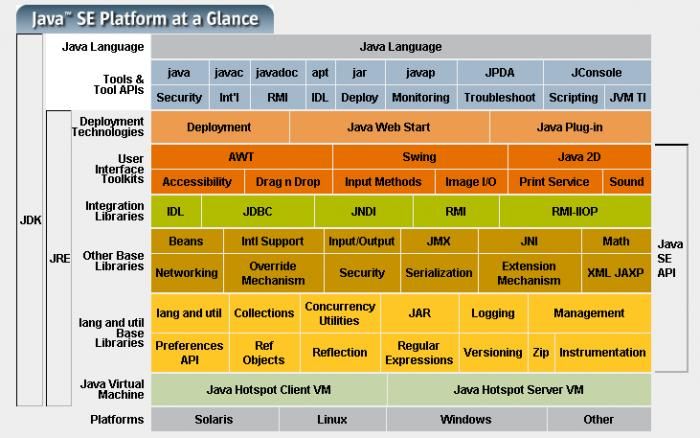 Java™ SE Platform at a Glance
Java Language
Java Language
Tools &
Tool APIs
java javac javadoc apt jar javap JPDA JConsole
Security Int'l RMI IDL Deploy Monitoring Troubleshoot Scripting JVM TI
Deployment
Technologies
Deployment Java Web Start Java Plug-in
User
Interface
Toolkits
AWT Swing Java 2D
Accessibility Drag n Drop Input Methods Image I/O Print Service Sound
Integration
Libraries
IDL JDBC JNDI RMI RMI-IIOP
Other Base
Libraries
Beans Intl Support Input/Output JMX JNI Math
Networking Override
Mechanism Security Serialization Extension
Mechanism XML JAXP
lang and util
Base
Libraries
lang and util Collections Concurrency
Utilities JAR Logging Management
Preferences
API Ref
Objects Reflection Regular
Expressions Versioning Zip Instrumentation
Java Virtual
Machine
Java Hotspot Client VM Java Hotspot Server VM
Platforms
Solaris Linux Windows Other
JDK
JRE
Java
SE
API